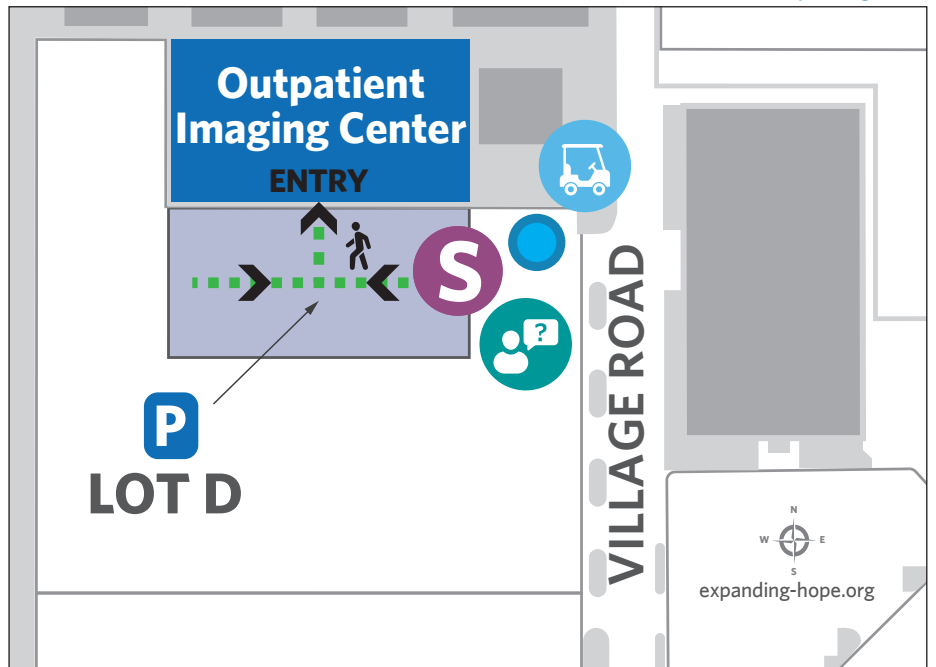 Outpatient
Imaging Center
ENTRY
S
?
P
LOT D
VILLAGE ROAD
N
W E
S
expanding-hope.org